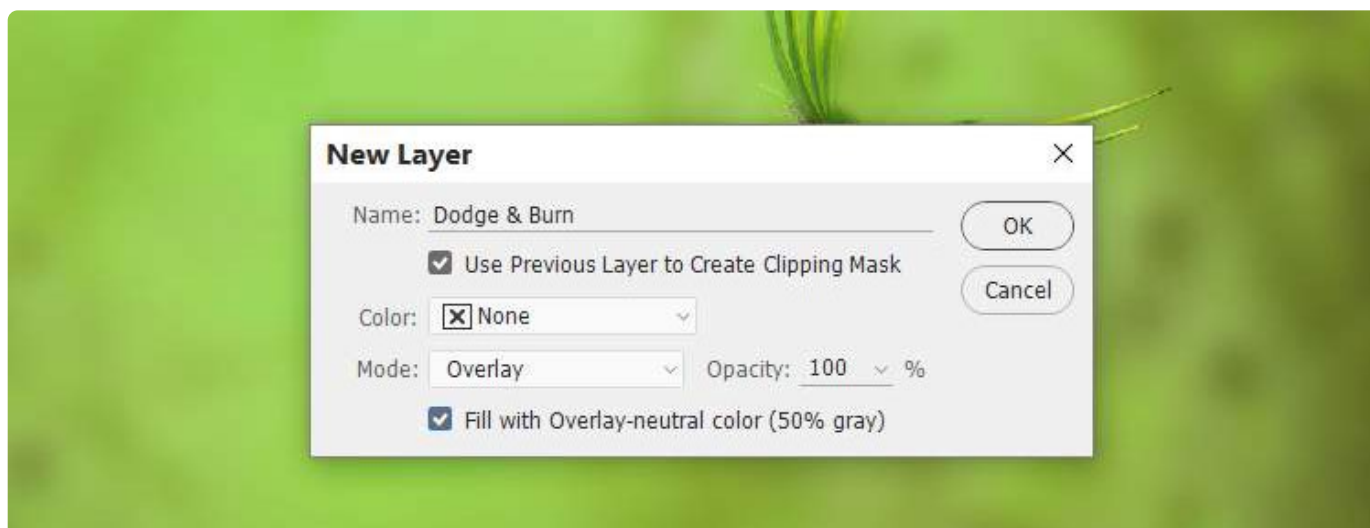 New Layer
Name: Dodge & Burn
OK
Use Previous Layer to Create Clipping Mask
Cancel
Color: None
Mode: Overlay Opacity: 100 %
Fill with Overlay-neutral color (50% gray)